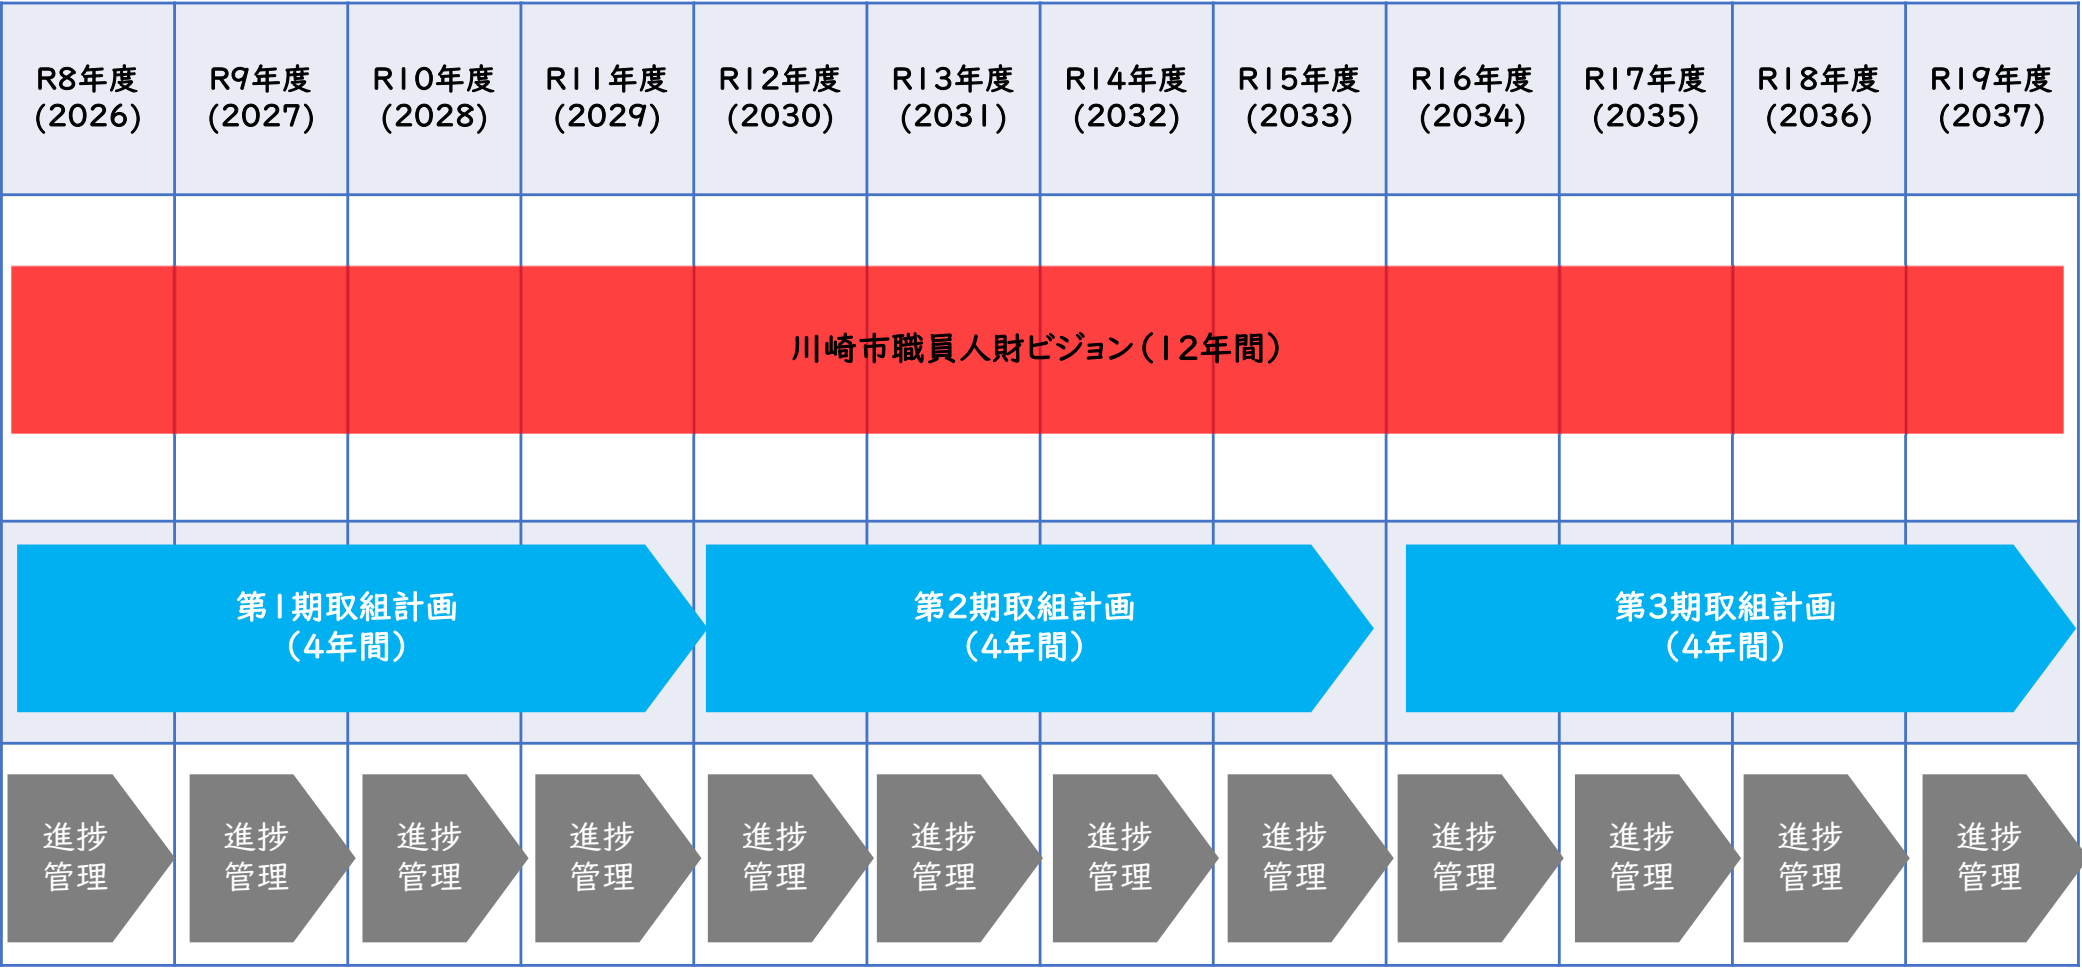 R8年度
(2026)
R9年度
(2027)
R10年度
(2028)
R11年度
(2029)
R12年度
(2030)
R13年度
(2031)
R14年度
(2032)
R15年度
(2033)
R16年度
(2034)
R17年度
(2035)
R18年度
(2036)
R19年度
(2037)
川崎市職員人財ビジョン（12年間）
第1期取組計画
（4年間）
第2期取組計画
（4年間）
第3期取組計画
（4年間）
進捗
管理
進捗
管理
進捗
管理
進捗
管理
進捗
管理
進捗
管理
進捗
管理
進捗
管理
進捗
管理
進捗
管理
進捗
管理
進捗
管理